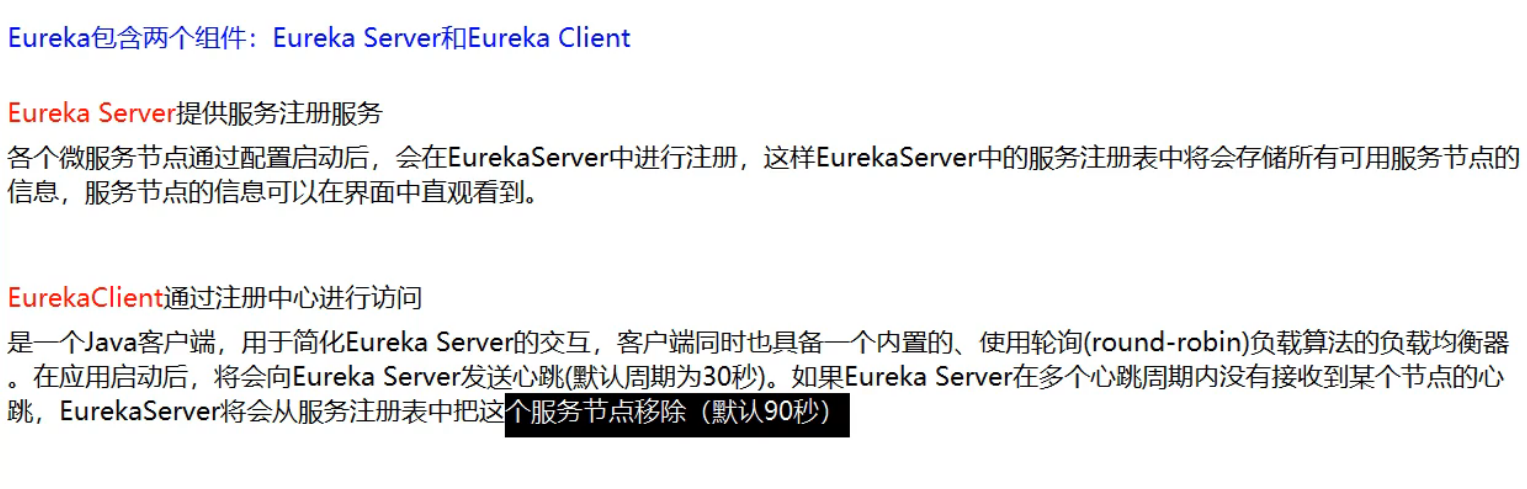 Eureka包含两个组件：Eureka Server和Eureka Client
Eureka Server提供服务注册服务
各个微服务节点通过配置启动后，会在EurekaServer中进行注册，这样EurekaServer中的服务注册表中将会存储所有可用服务节点的
信息，服务节点的信息可以在界面中直观看到。
EurekaClient通过注册中心进行访问
是一个Java客户端，用于简化Eureka Server的交互，客户端同时也具备一个内置的、使用轮询(round-robin)负载算法的负载均衡器
。在应用启动后，将会向Eureka Server发送心跳(默认周期为30秒)。如果Eureka Server在多个心跳周期内没有接收到某个节点的心
跳，EurekaServer将会从服务注册表中把这个服务节点移除（默认90秒）